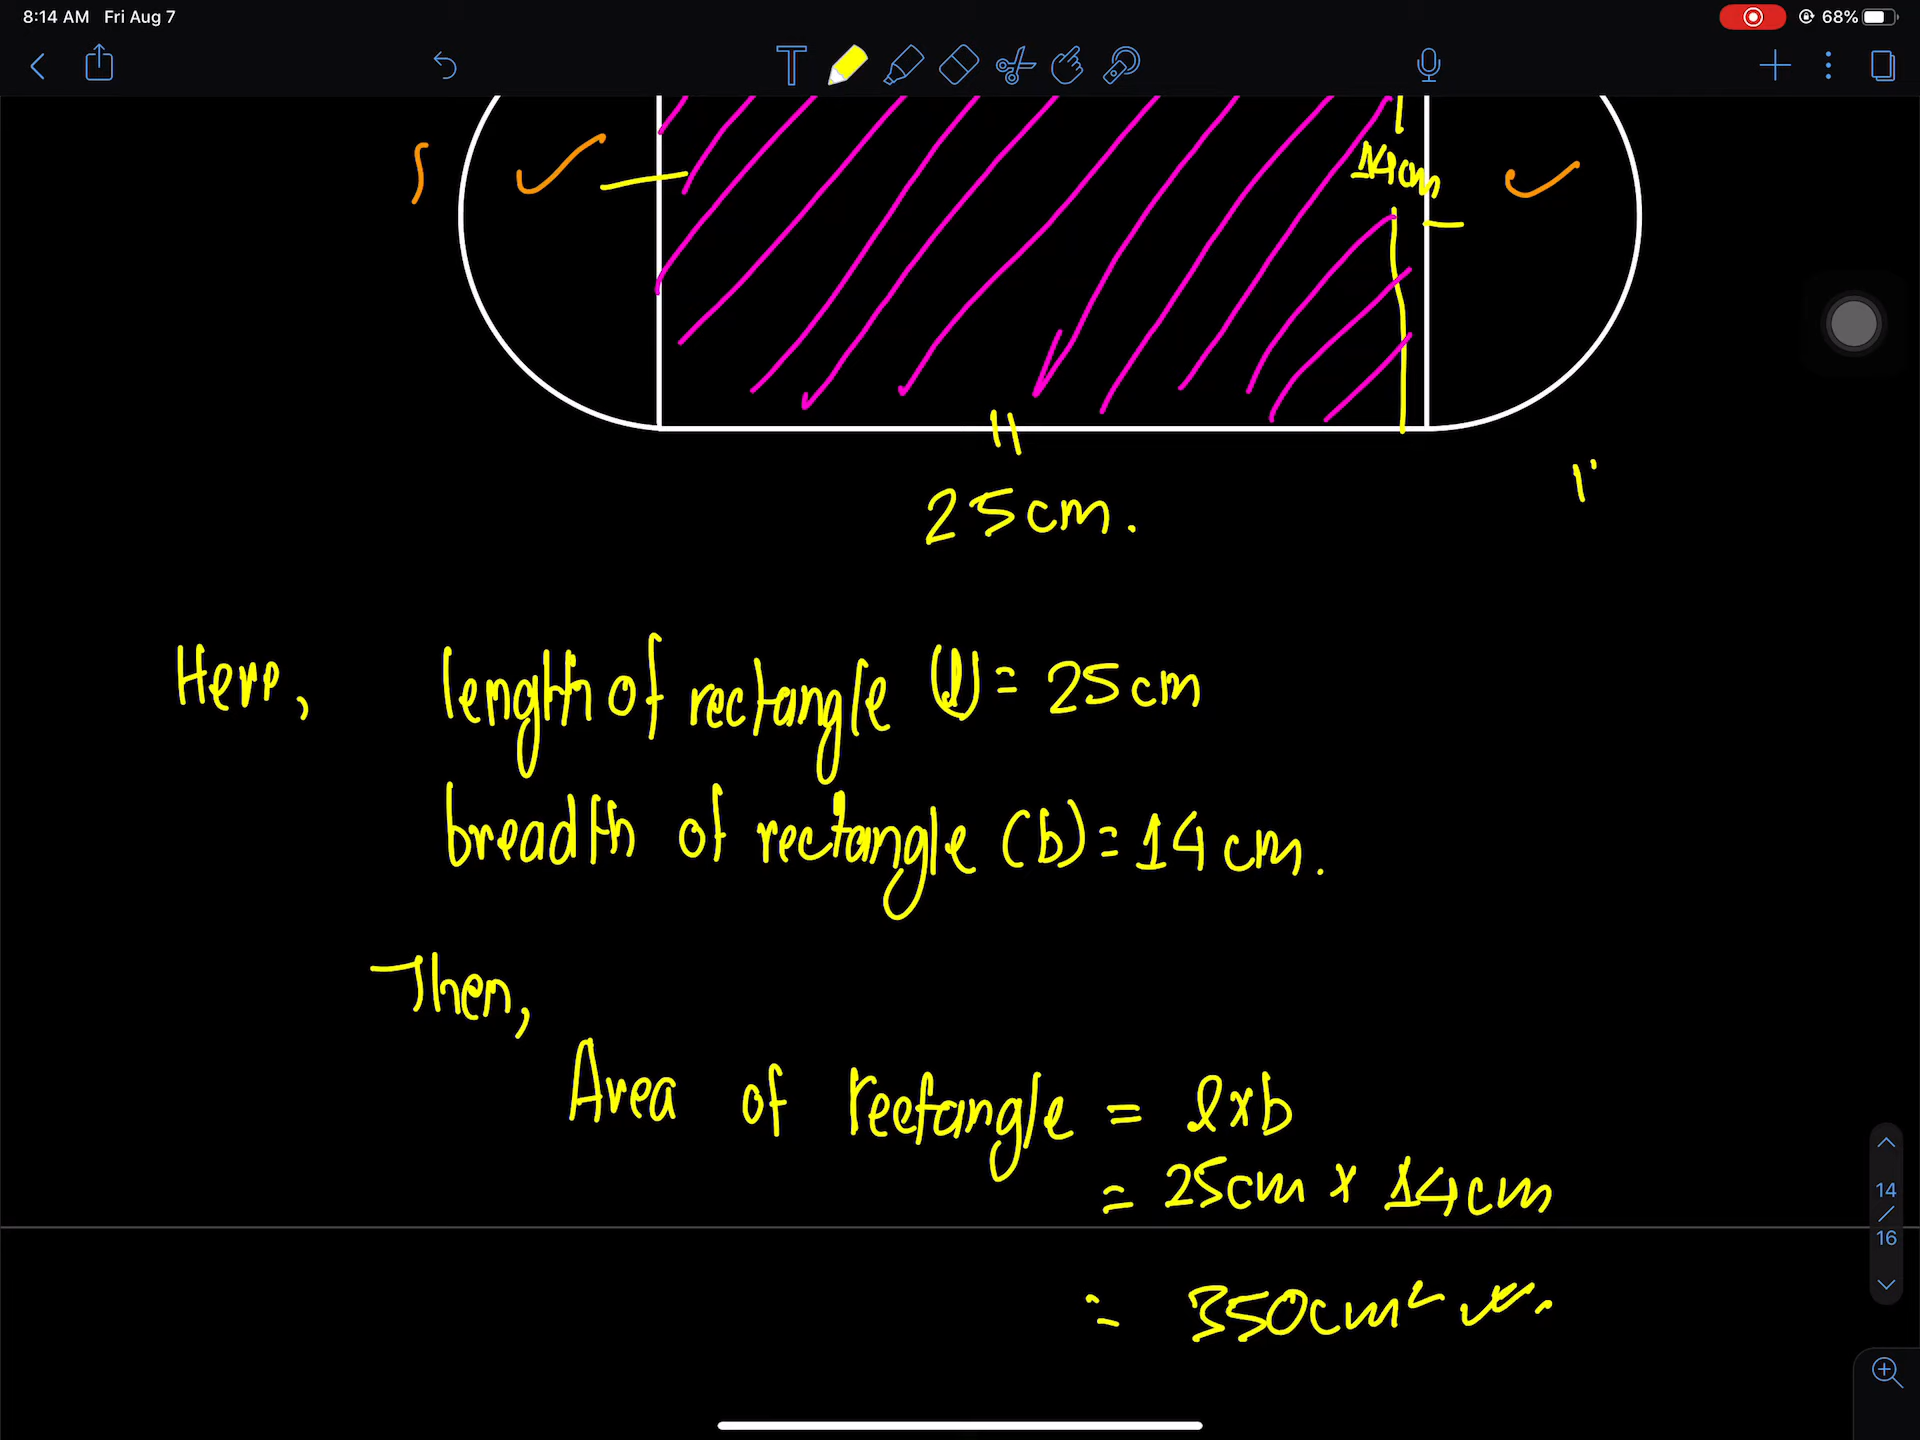 8:14 AM Fri Aug 7 68%
14cm
25cm.
Here, length of rectangle (l) = 25cm
breadth of rectangle (b) = 14 cm.
Then,
Area of rectangle = l×b
= 25cm × 14cm
= 350cm²
14
/
16